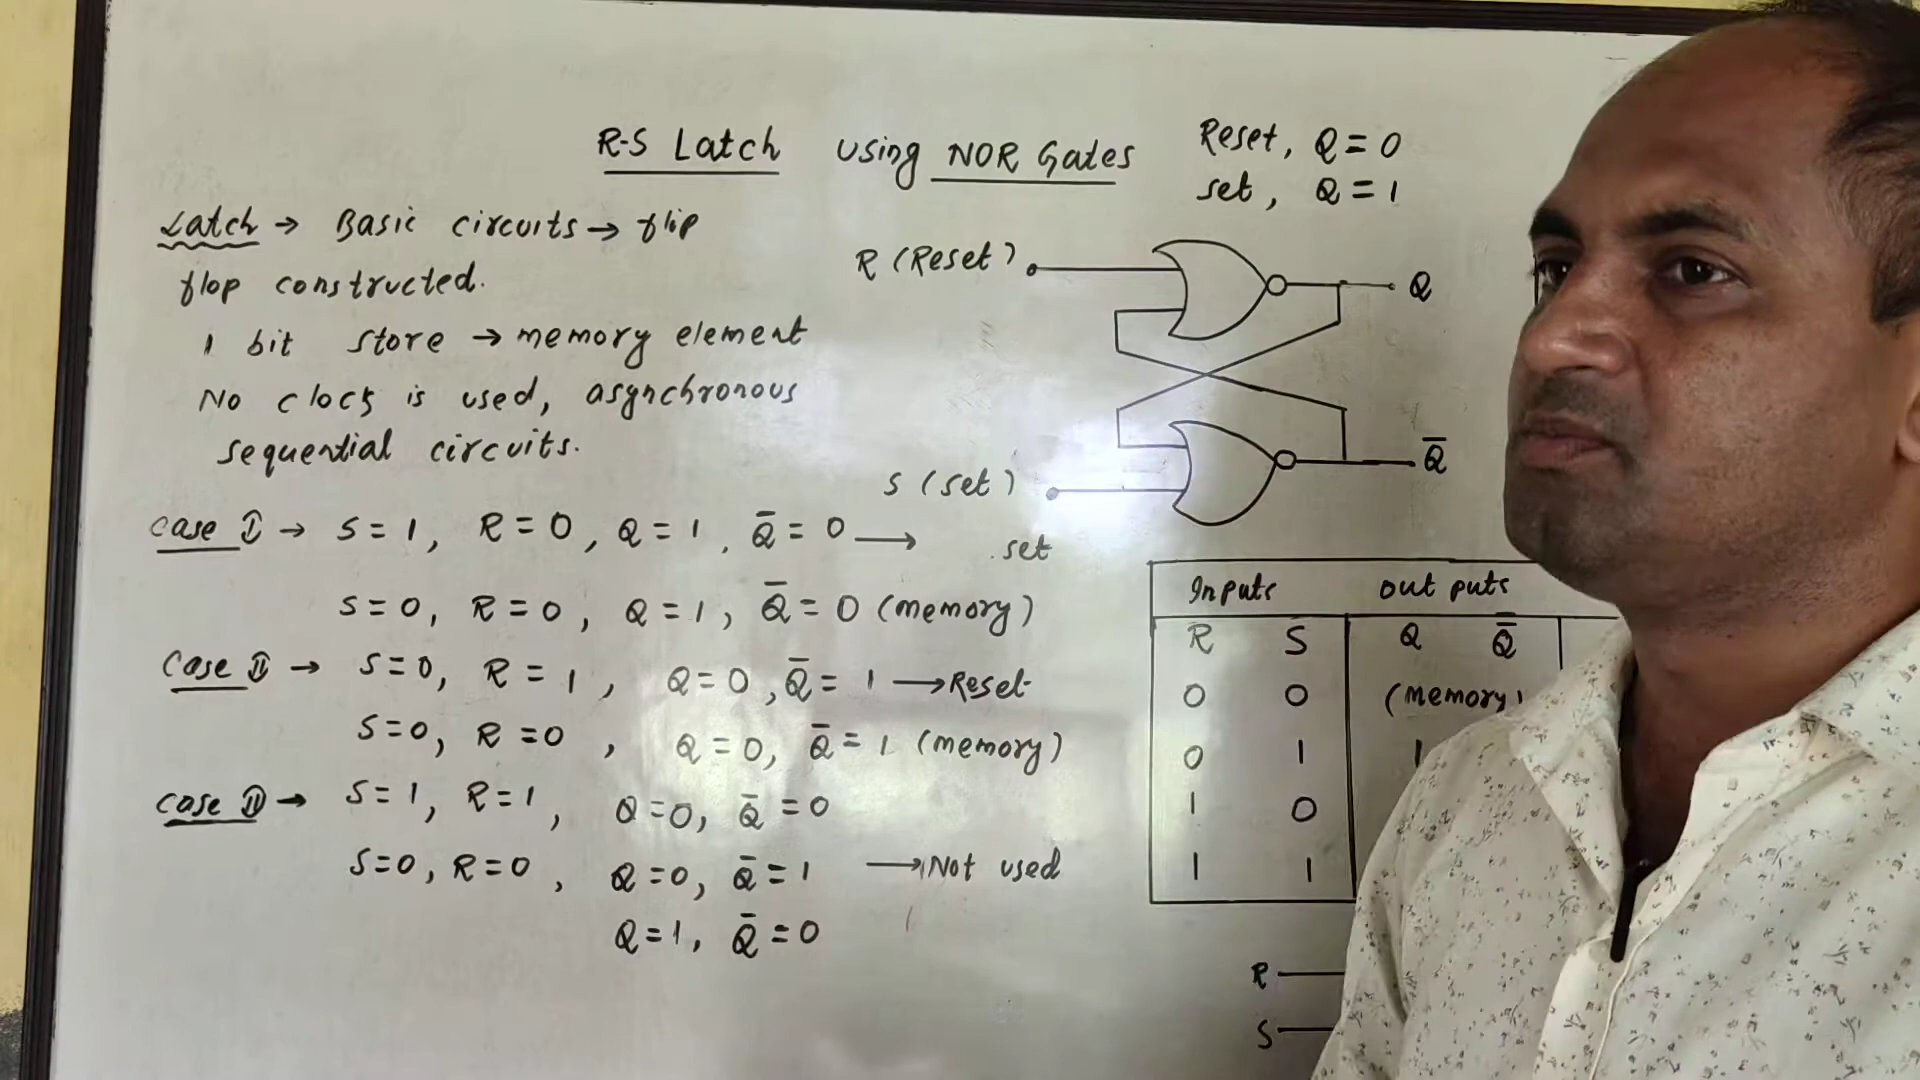 R-S Latch using NOR Gates
Reset, Q = 0
set, Q = 1
Latch → Basic circuits → flip
flop constructed.
1 bit store → memory element
No clock is used, asynchronous
sequential circuits.
R (Reset)
Q
S (set)
Q̅
Case I → S = 1, R = 0, Q = 1, Q̅ = 0 → set
S = 0, R = 0, Q = 1, Q̅ = 0 (memory)
Case II → S = 0, R = 1, Q = 0, Q̅ = 1 → Reset
S = 0, R = 0, Q = 0, Q̅ = 1 (memory)
Case III → S = 1, R = 1, Q = 0, Q̅ = 0
S = 0, R = 0, Q = 0, Q̅ = 1 → Not used
Q = 1, Q̅ = 0
Inputs Out puts
R S Q Q̅
0 0 (memory)
0 1 1
1 0
1 1
R
S